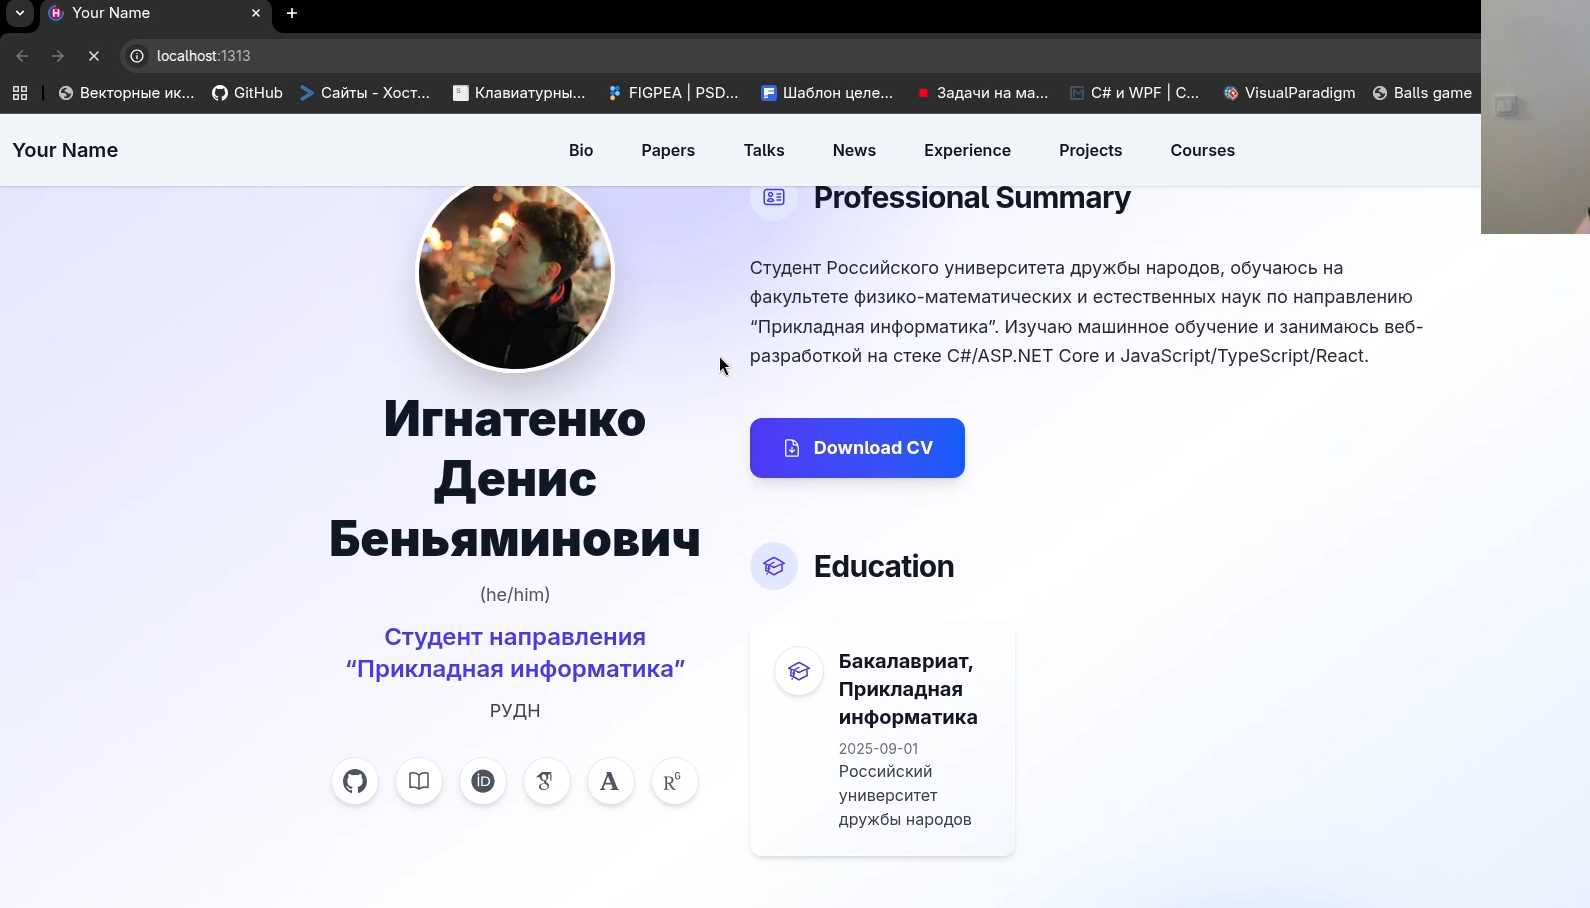 Your Name
localhost:1313
Векторные ик...
GitHub
Сайты - Хост...
Клавиатурны...
FIGPEA | PSD...
Шаблон целе...
Задачи на ма...
C# и WPF | С...
VisualParadigm
Balls game
Your Name
Bio
Papers
Talks
News
Experience
Projects
Courses
Игнатенко
Денис
Беньяминович
(he/him)
Студент направления
“Прикладная информатика”
РУДН
Professional Summary
Студент Российского университета дружбы народов, обучаюсь на
факультете физико-математических и естественных наук по направлению
“Прикладная информатика”. Изучаю машинное обучение и занимаюсь веб-
разработкой на стеке C#/ASP.NET Core и JavaScript/TypeScript/React.
Download CV
Education
Бакалавриат,
Прикладная
информатика
2025-09-01
Российский
университет
дружбы народов